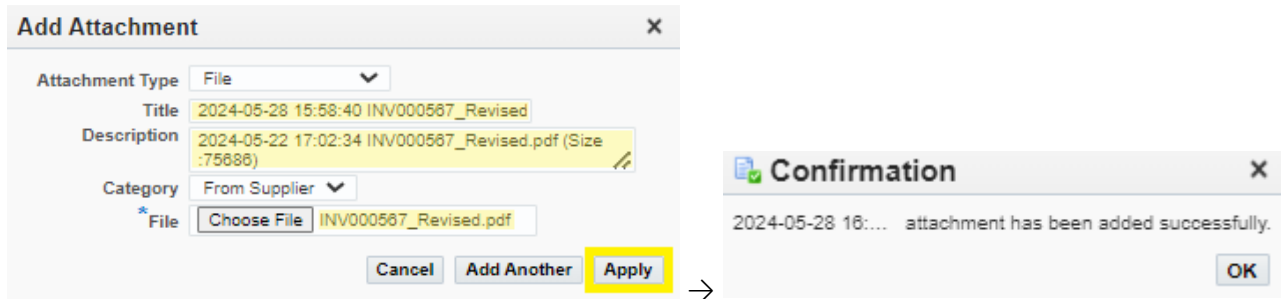 Add Attachment ×
Attachment Type File
Title 2024-05-28 15:58:40 INV000567_Revised
Description 2024-05-22 17:02:34 INV000567_Revised.pdf (Size
:75686)
Category From Supplier
*File Choose File INV000567_Revised.pdf
Cancel Add Another Apply
→
Confirmation ×
2024-05-28 16:... attachment has been added successfully.
OK